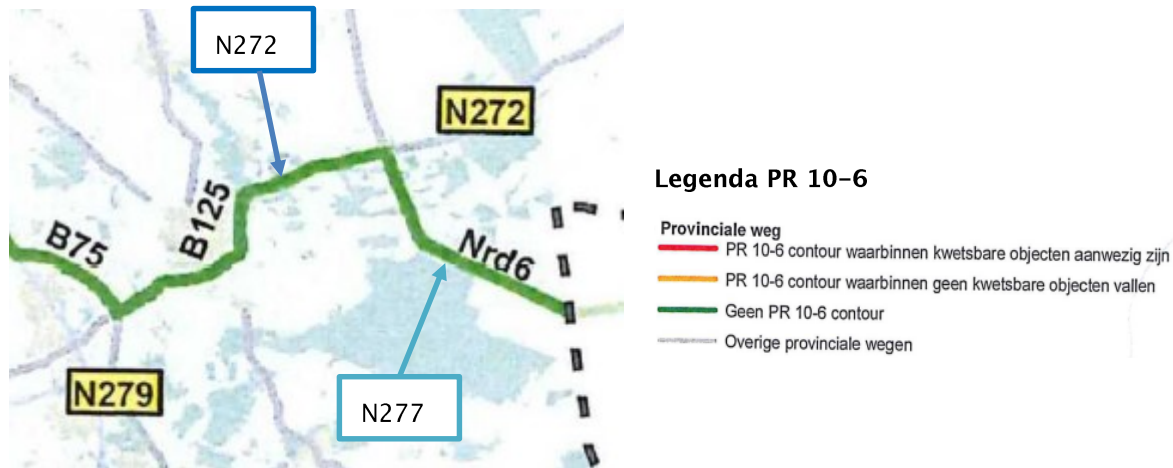 N272
N272
B125
B75
Nrd6
N279
N277
Legenda PR 10-6
Provinciale weg
PR 10-6 contour waarbinnen kwetsbare objecten aanwezig zijn
PR 10-6 contour waarbinnen geen kwetsbare objecten vallen
Geen PR 10-6 contour
Overige provinciale wegen